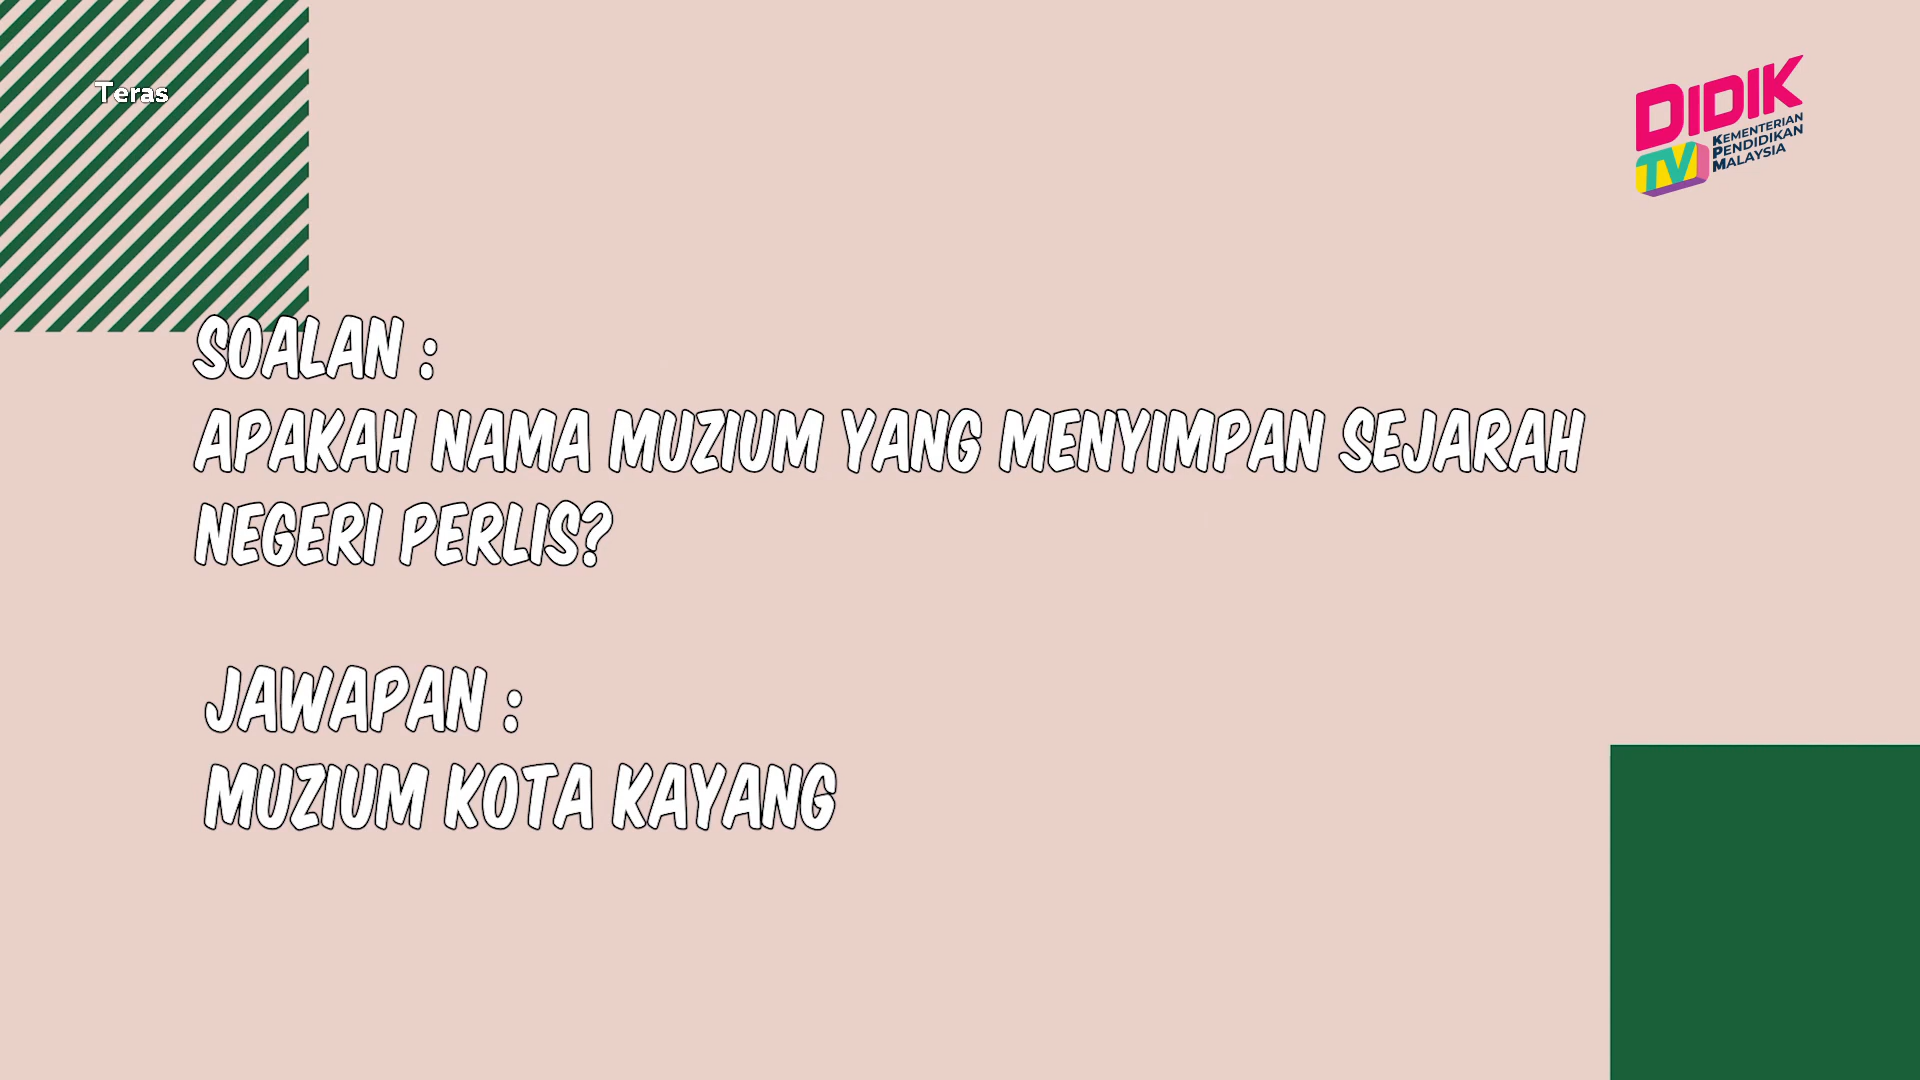 Teras
DIDIK
TV
KEMENTERIAN
PENDIDIKAN
MALAYSIA
SOALAN :
APAKAH NAMA MUZIUM YANG MENYIMPAN SEJARAH
NEGERI PERLIS?
JAWAPAN :
MUZIUM KOTA KAYANG